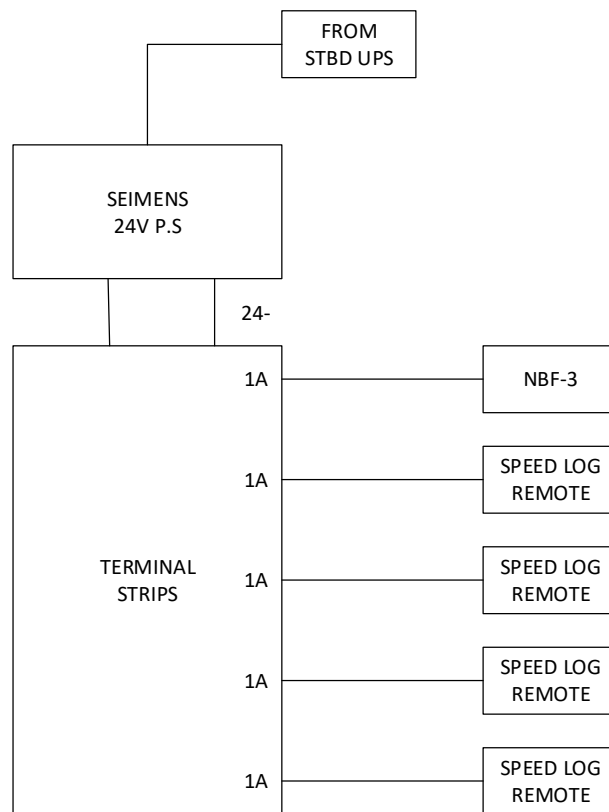 FROM
STBD UPS
SEIMENS
24V P.S
24-
1A
NBF-3
1A
SPEED LOG
REMOTE
TERMINAL
STRIPS
1A
SPEED LOG
REMOTE
1A
SPEED LOG
REMOTE
1A
SPEED LOG
REMOTE